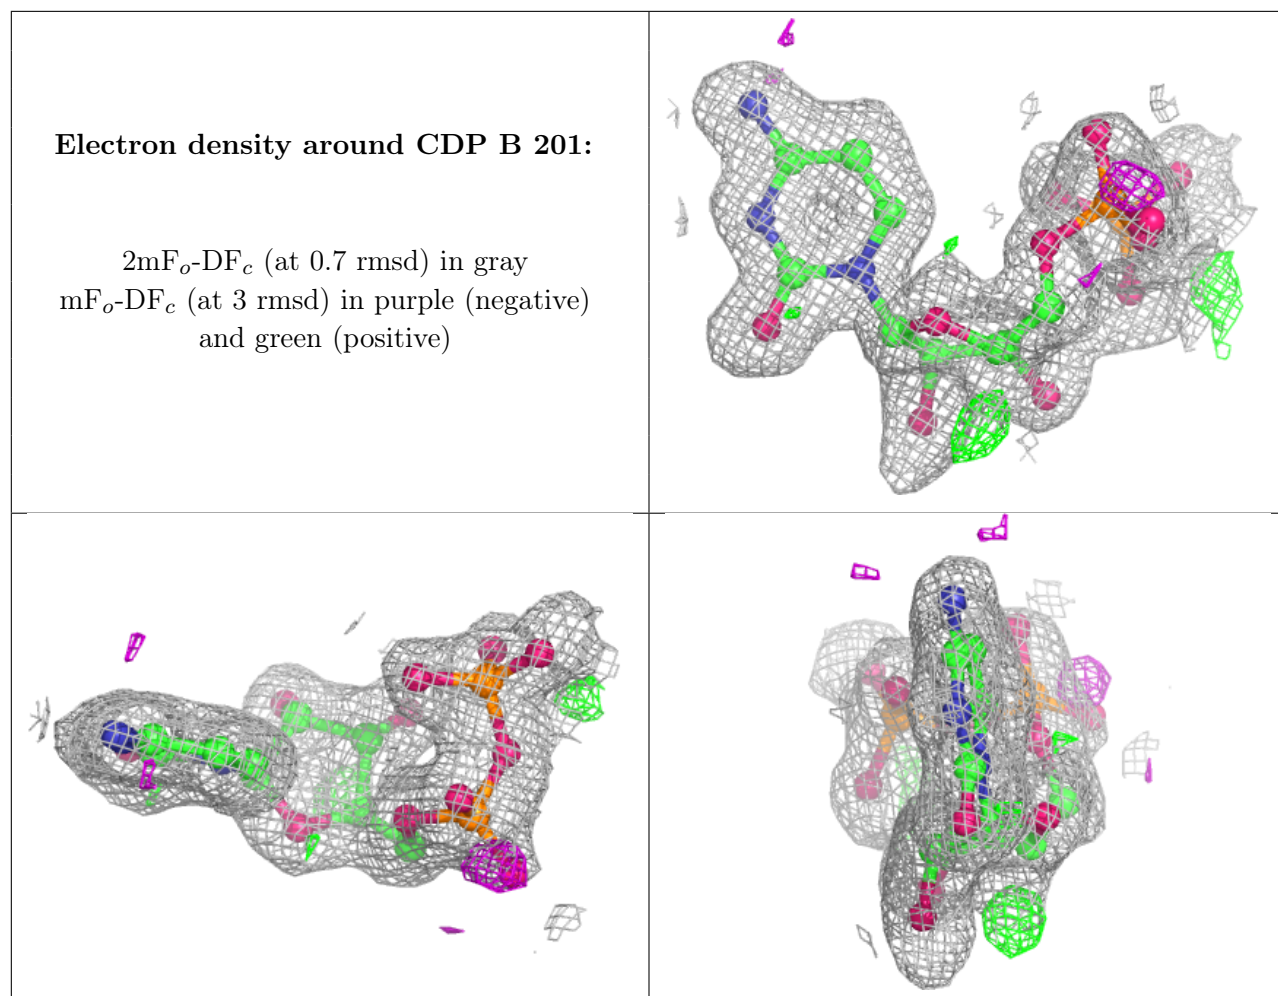 Electron density around CDP B 201:
2mFₒ-DF𝒸 (at 0.7 rmsd) in gray
mFₒ-DF𝒸 (at 3 rmsd) in purple (negative)
and green (positive)